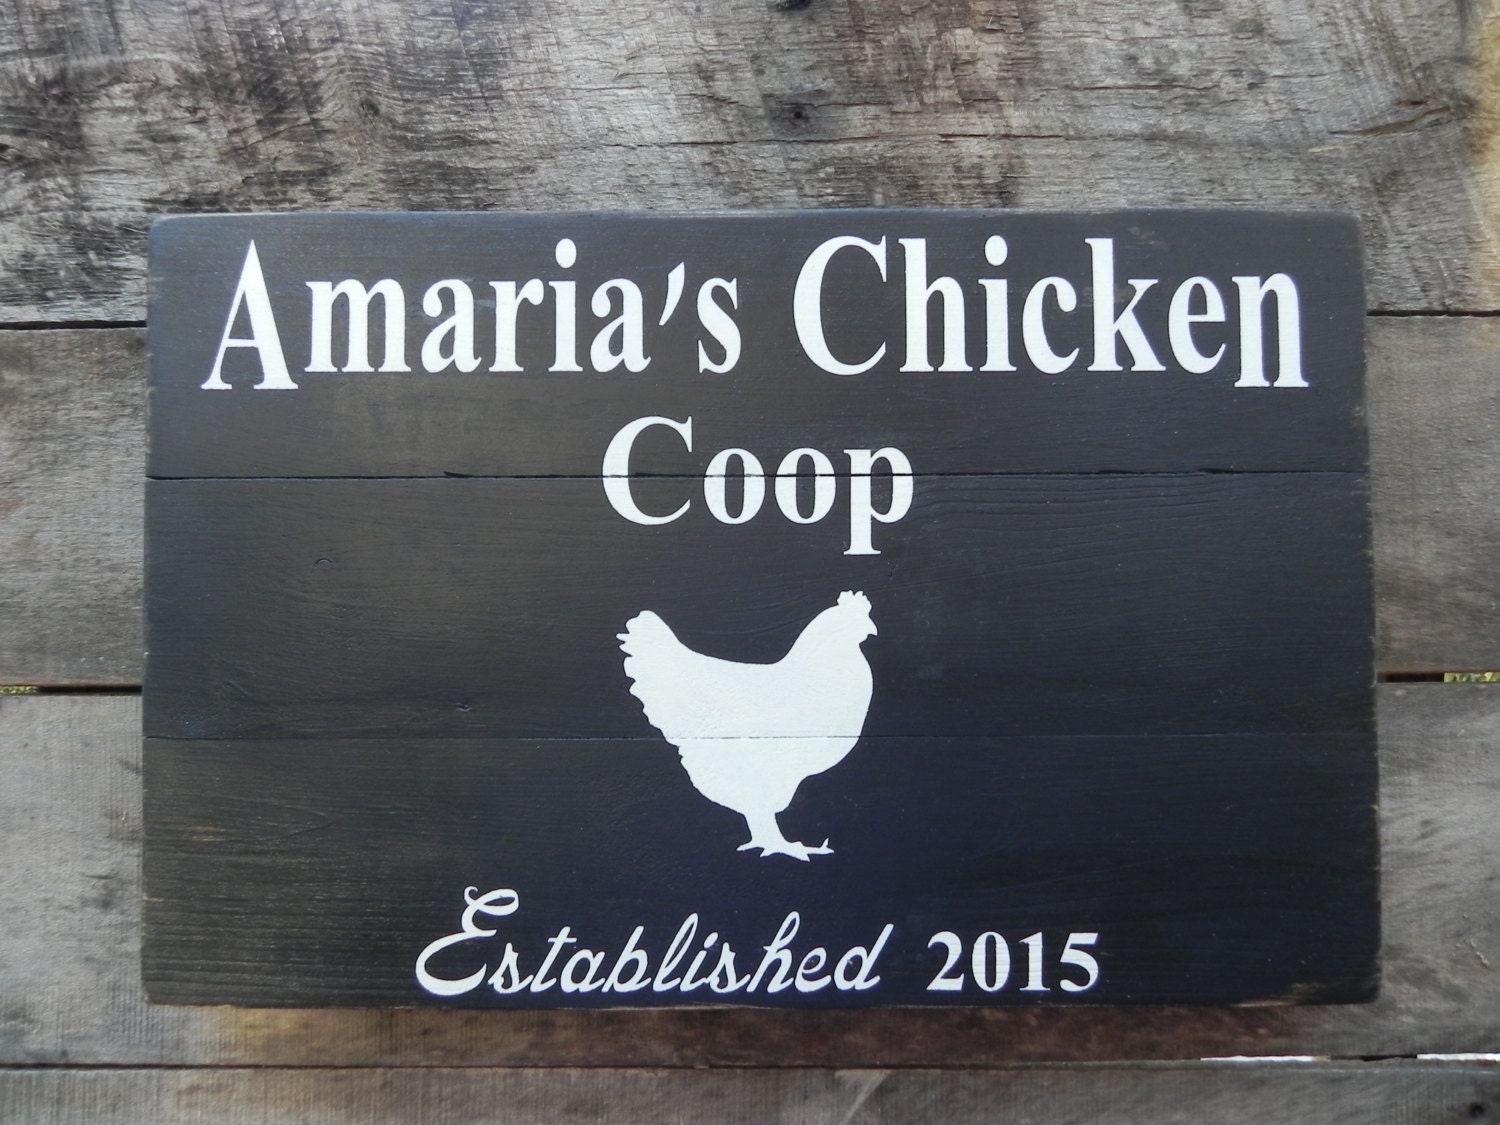 Amaria's Chicken
Coop
Established 2015